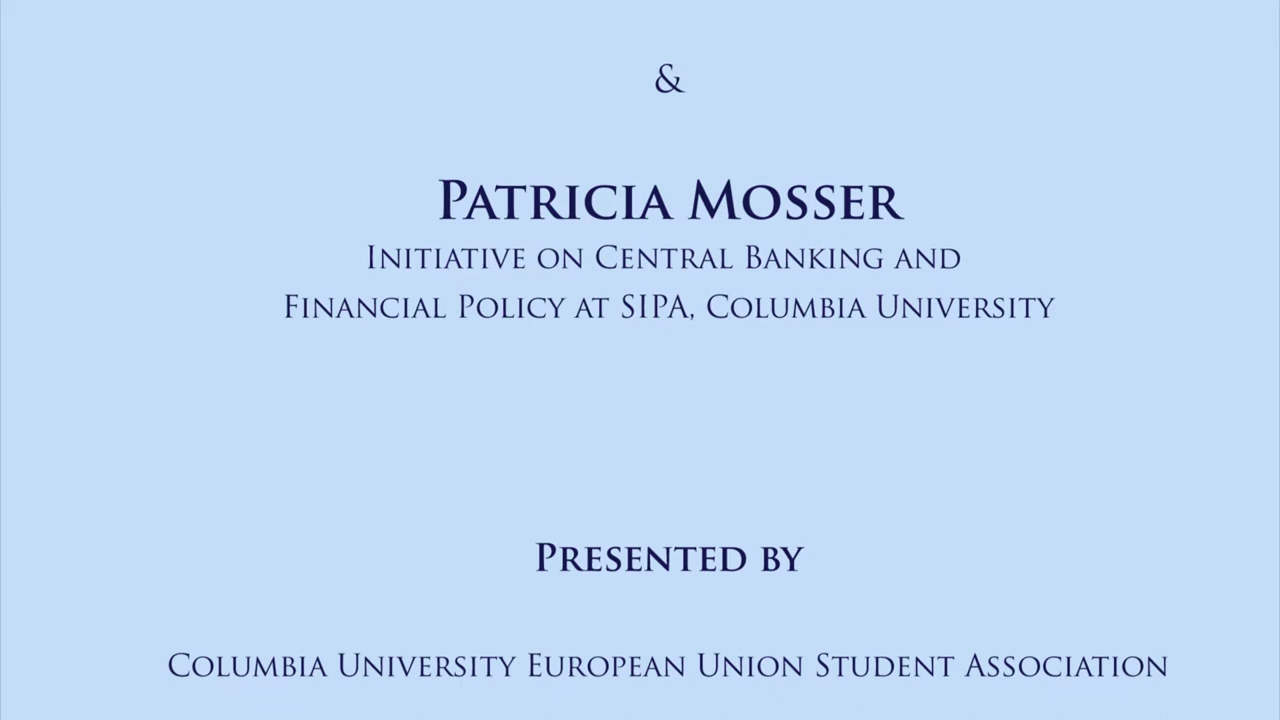 &
Patricia Mosser
Initiative on Central Banking and
Financial Policy at SIPA, Columbia University
Presented by
Columbia University European Union Student Association